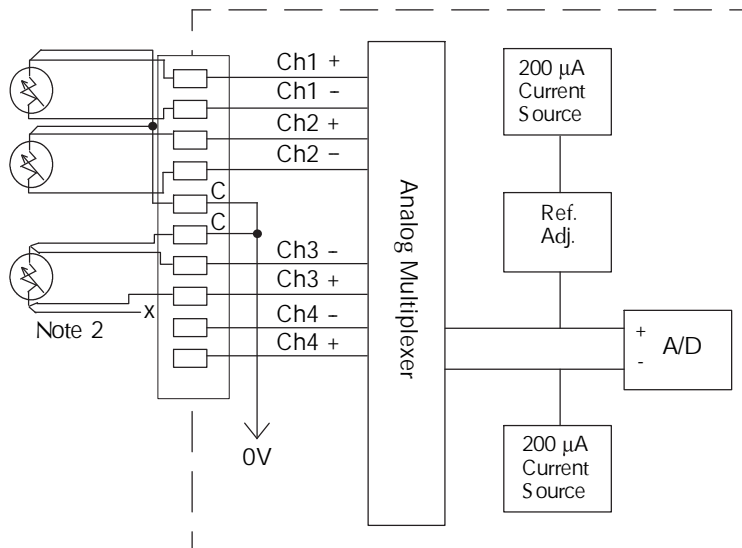 Ch1 +
Ch1 –
Ch2 +
Ch2 –
C
C
Ch3 –
Ch3 +
Ch4 –
Ch4 +
x
Note 2
0V
Analog Multiplexer
200 µA
Current
Source
Ref.
Adj.
+
A/D
-
200 µA
Current
Source